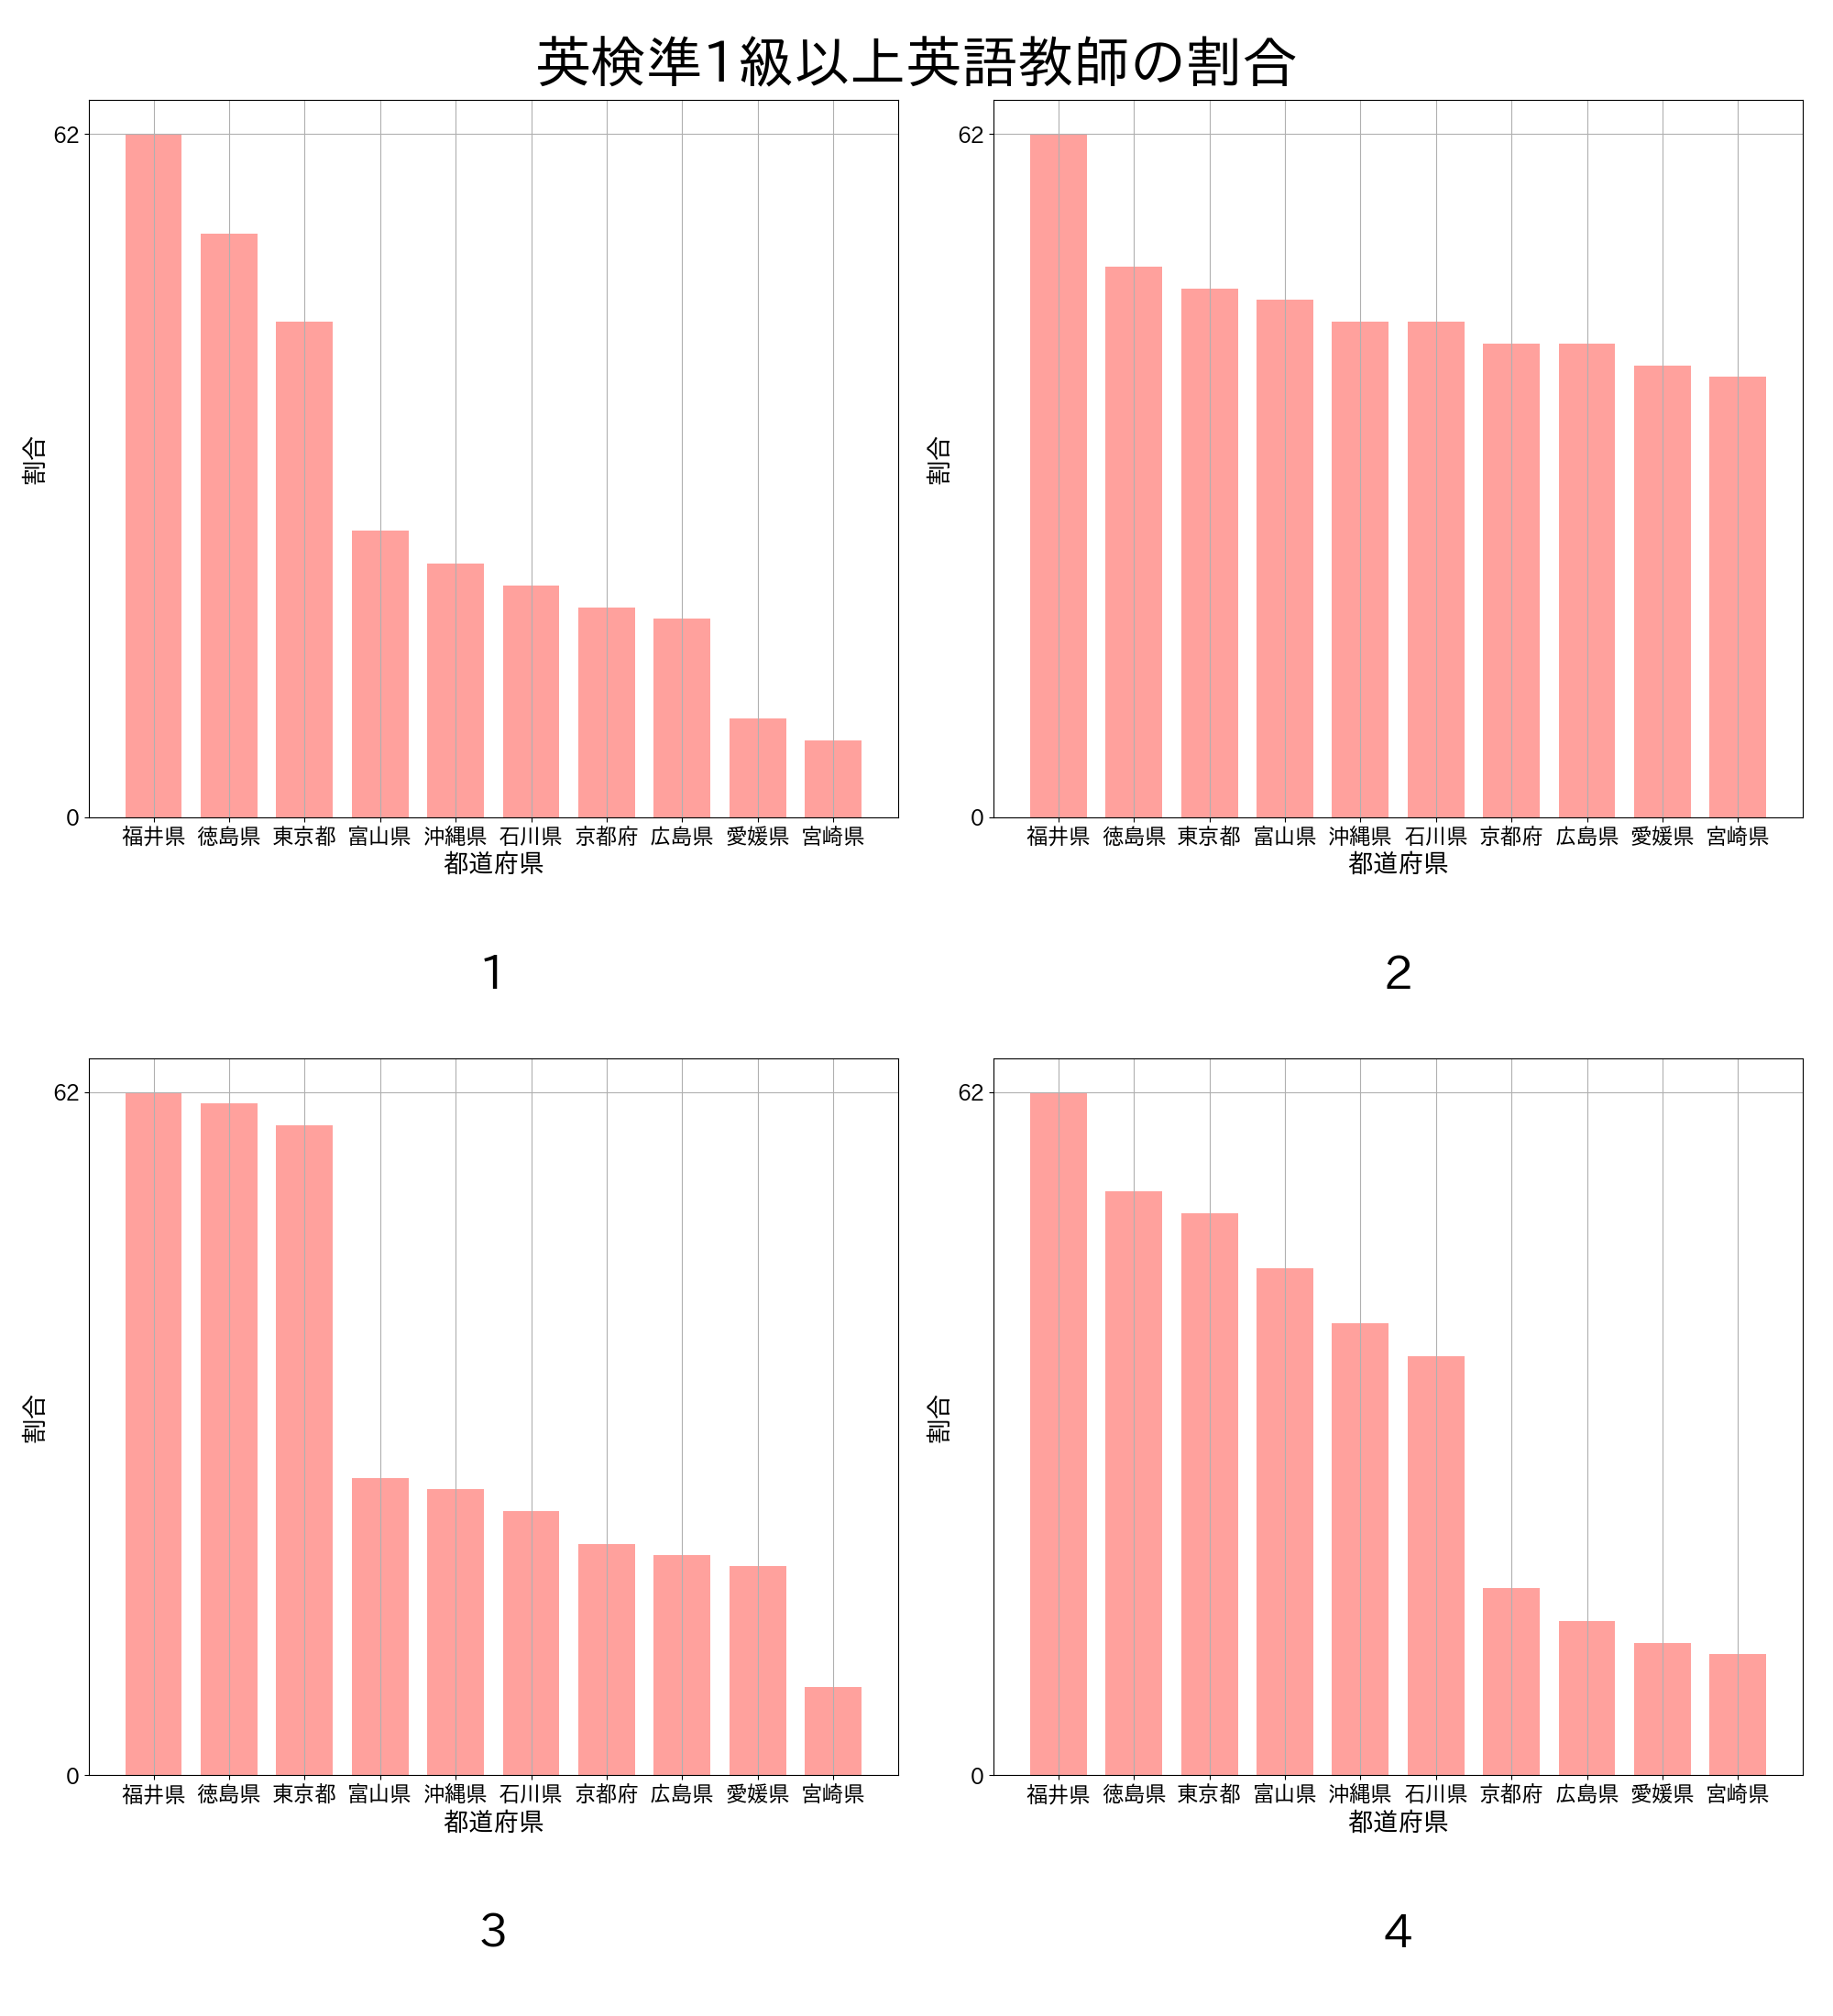 英検準1級以上英語教師の割合
62
0
割合
福井県 徳島県 東京都 富山県 沖縄県 石川県 京都府 広島県 愛媛県 宮崎県
都道府県
1
62
0
割合
福井県 徳島県 東京都 富山県 沖縄県 石川県 京都府 広島県 愛媛県 宮崎県
都道府県
2
62
0
割合
福井県 徳島県 東京都 富山県 沖縄県 石川県 京都府 広島県 愛媛県 宮崎県
都道府県
3
62
0
割合
福井県 徳島県 東京都 富山県 沖縄県 石川県 京都府 広島県 愛媛県 宮崎県
都道府県
4